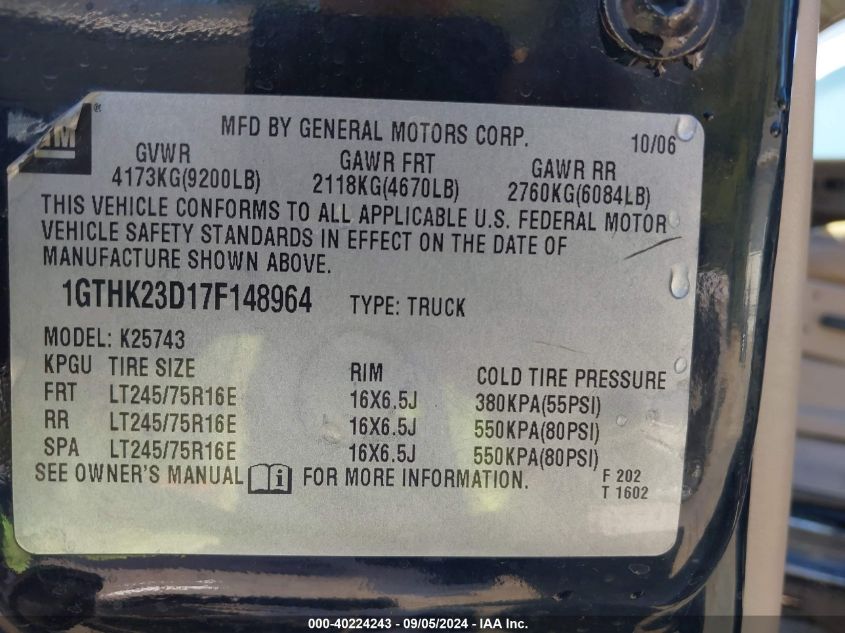 GM ®
MFD BY GENERAL MOTORS CORP. 10/06
GVWR GAWR FRT GAWR RR
4173KG(9200LB) 2118KG(4670LB) 2760KG(6084LB)
THIS VEHICLE CONFORMS TO ALL APPLICABLE U.S. FEDERAL MOTOR
VEHICLE SAFETY STANDARDS IN EFFECT ON THE DATE OF
MANUFACTURE SHOWN ABOVE.
1GTHK23D17F148964 TYPE: TRUCK
MODEL: K25743
KPGU TIRE SIZE RIM COLD TIRE PRESSURE
FRT LT245/75R16E 16X6.5J 380KPA(55PSI)
RR LT245/75R16E 16X6.5J 550KPA(80PSI)
SPA LT245/75R16E 16X6.5J 550KPA(80PSI)
SEE OWNER'S MANUAL i FOR MORE INFORMATION. F 202
T 1602
000-40224243 - 09/05/2024 - IAA Inc.